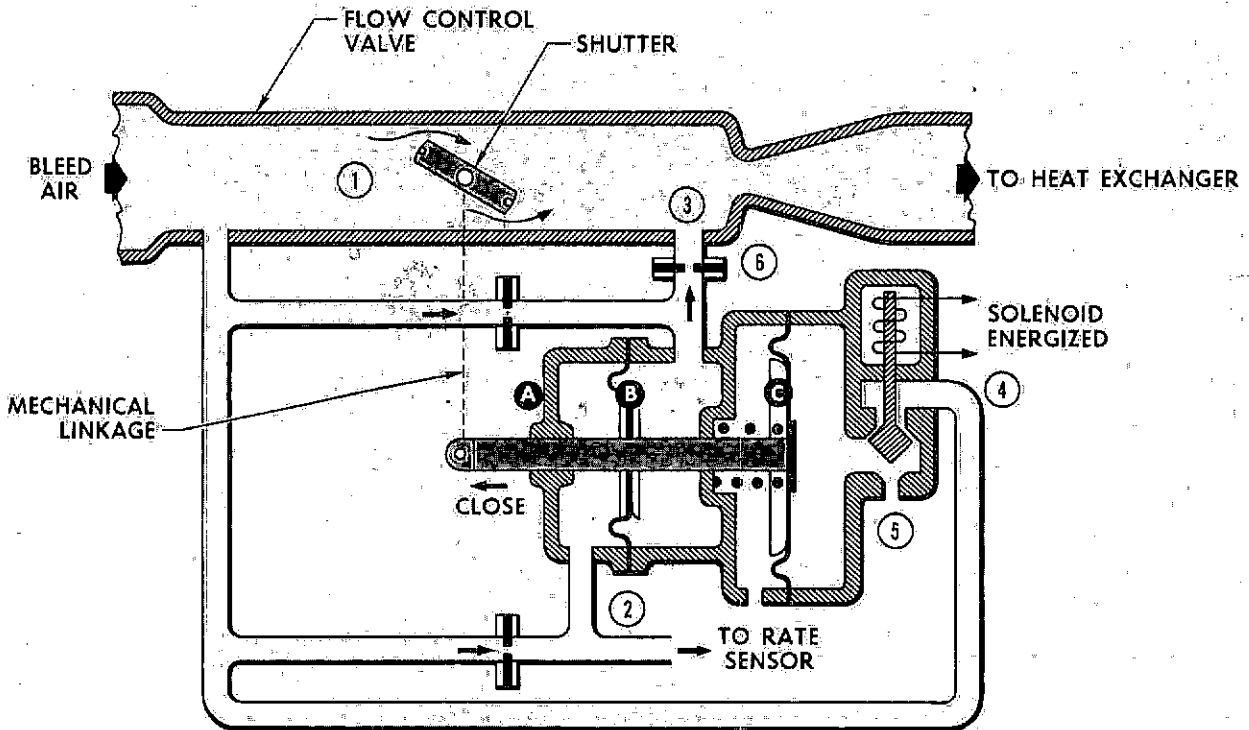 FLOW CONTROL
VALVE
SHUTTER
BLEED
AIR
1
TO HEAT EXCHANGER
3
6
SOLENOID
ENERGIZED
A
B
C
4
MECHANICAL
LINKAGE
CLOSE
5
2
TO RATE
SENSOR